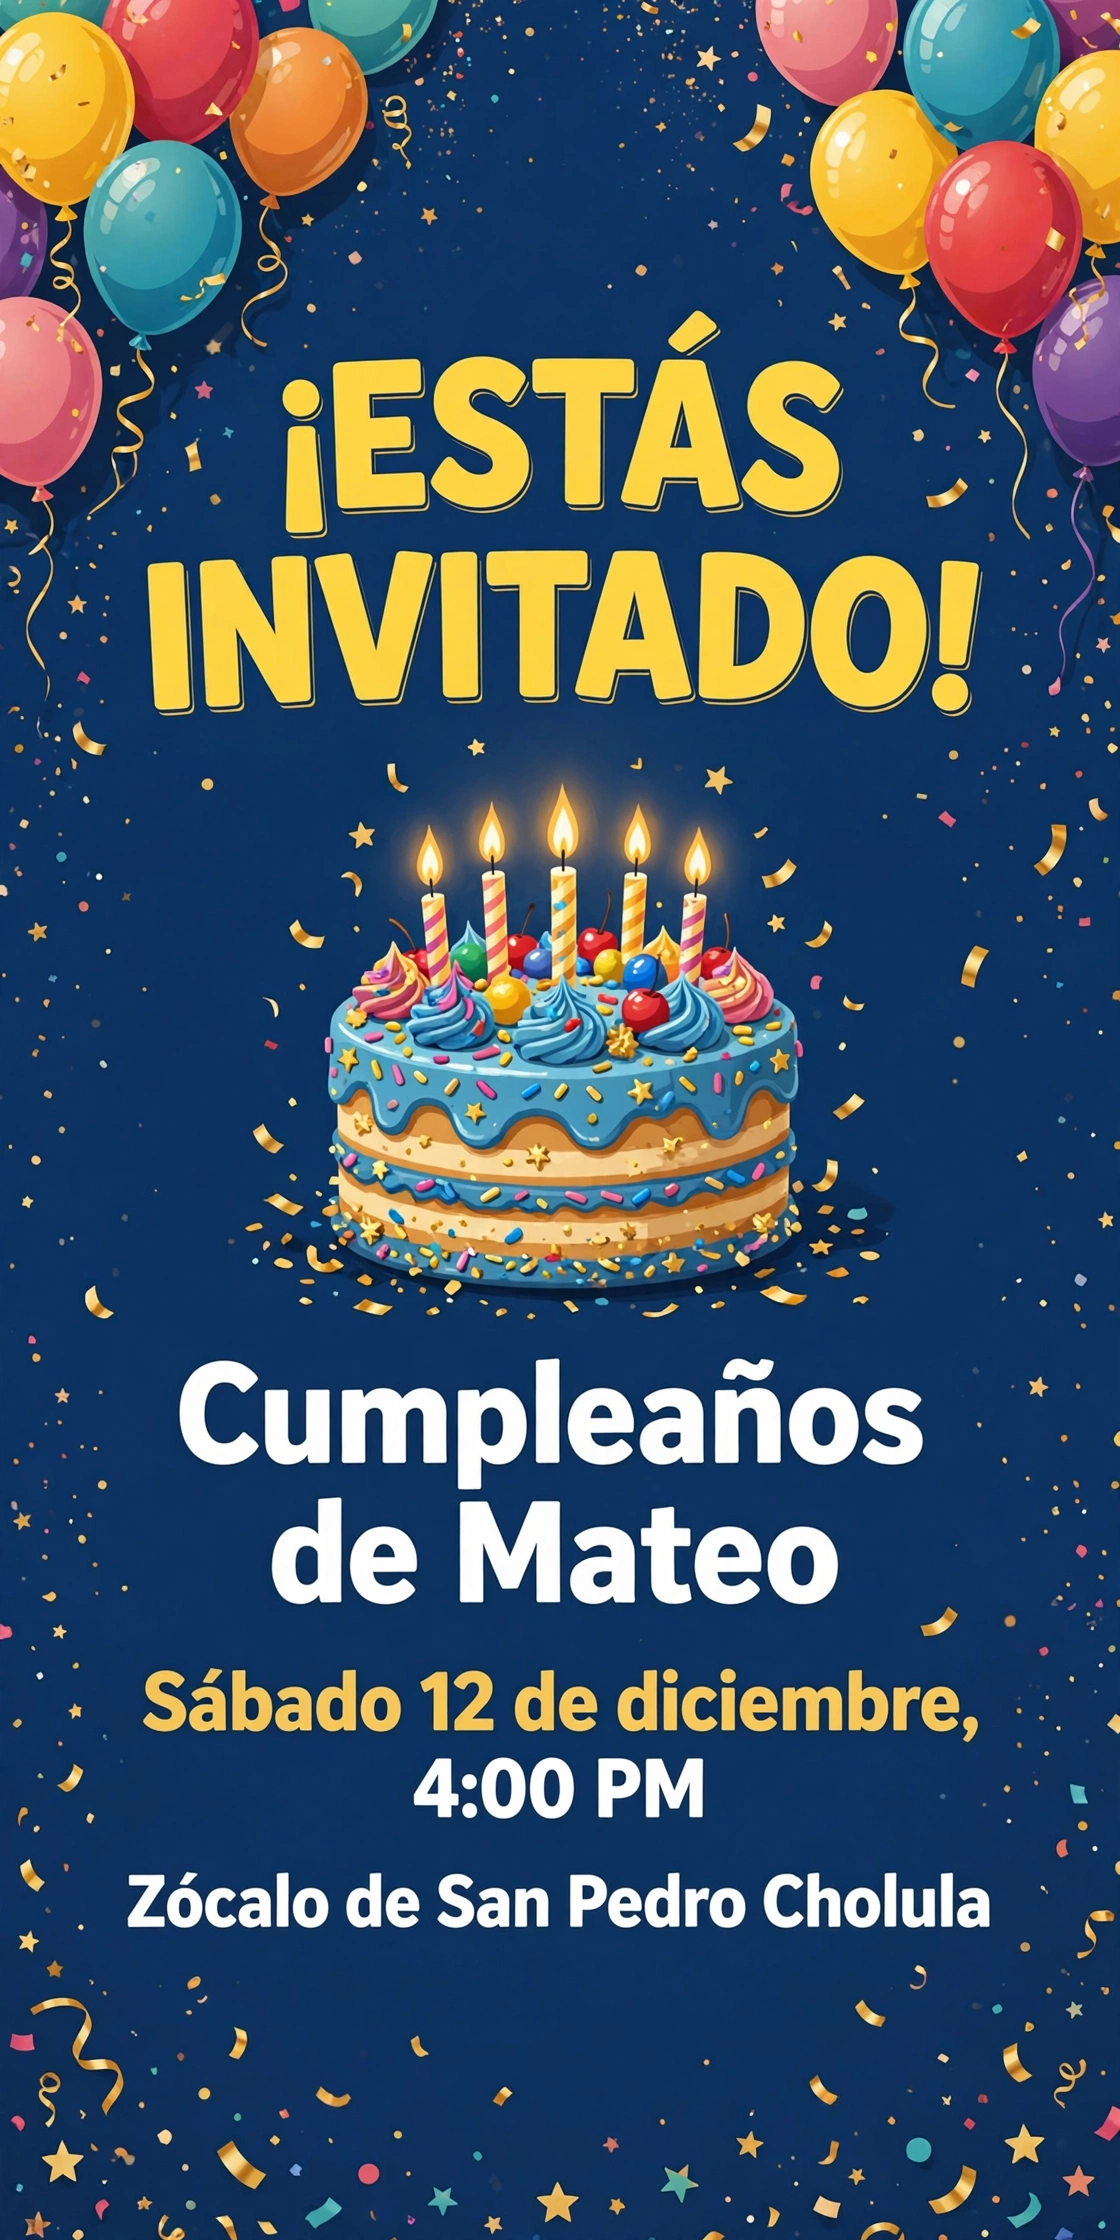 ¡ESTÁS
INVITADO!
Cumpleaños
de Mateo
Sábado 12 de diciembre,
4:00 PM
Zócalo de San Pedro Cholula